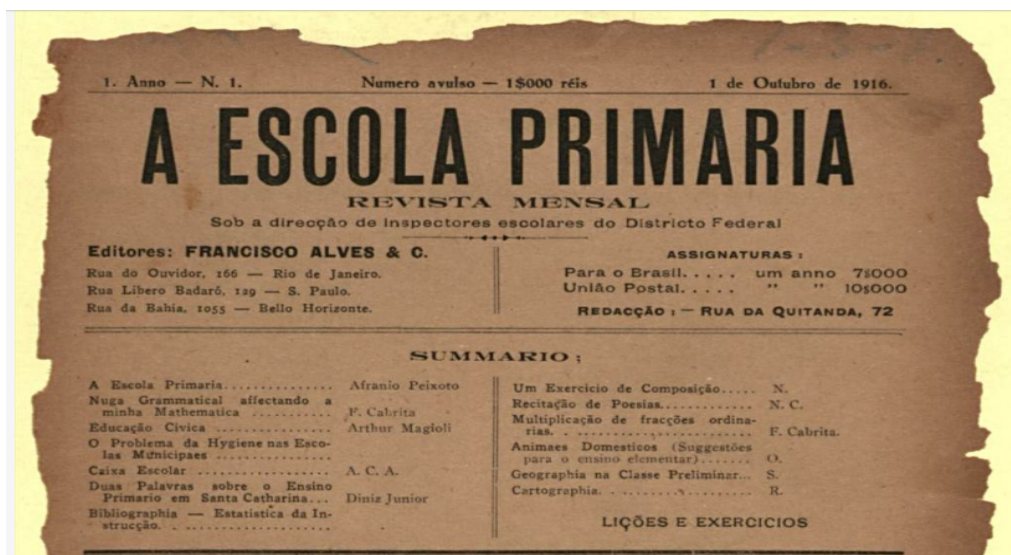 1. Anno — N. 1.
Numero avulso — 1$000 réis
1 de Outubro de 1916.
A ESCOLA PRIMARIA
REVISTA MENSAL
Sob a direcção de inspectores escolares do Districto Federal
Editores: FRANCISCO ALVES & C.
Rua do Ouvidor, 166 — Rio de Janeiro.
Rua Libero Badaró, 129 — S. Paulo.
Rua da Bahia, 1055 — Bello Horizonte.
ASSIGNATURAS :
Para o Brasil..... um anno 7$000
União Postal..... " " 10$000
REDACÇÃO : — RUA DA QUITANDA, 72
SUMMARIO ;
A Escola Primaria.............. Afranio Peixoto
Nuga Grammatical affectando a
minha Mathematica .......... F. Cabrita
Educação Civica ............... Arthur Magioli
O Problema da Hygiene nas Esco-
las Municipaes ..............
Caixa Escolar ................. A. C. A.
Duas Palavras sobre o Ensino
Primario em Santa Catharina... Diniz Junior
Bibliographia — Estatistica da In-
strucção. . ..................
Um Exercicio de Composição..... N.
Recitação de Poesias............ N. C.
Multiplicação de fracções ordina-
rias. . ....................... F. Cabrita.
Animaes Domesticos (Suggestões
para o ensino elementar)....... O.
Geographia na Classe Preliminar... S.
Cartographia. .................. R.
LIÇÕES E EXERCICIOS